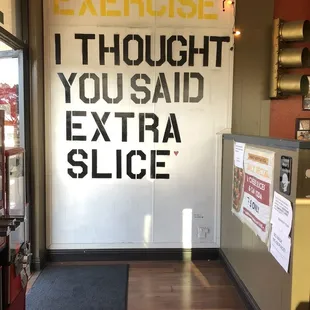 EXERCISE
I THOUGHT
YOU SAID
EXTRA
SLICE